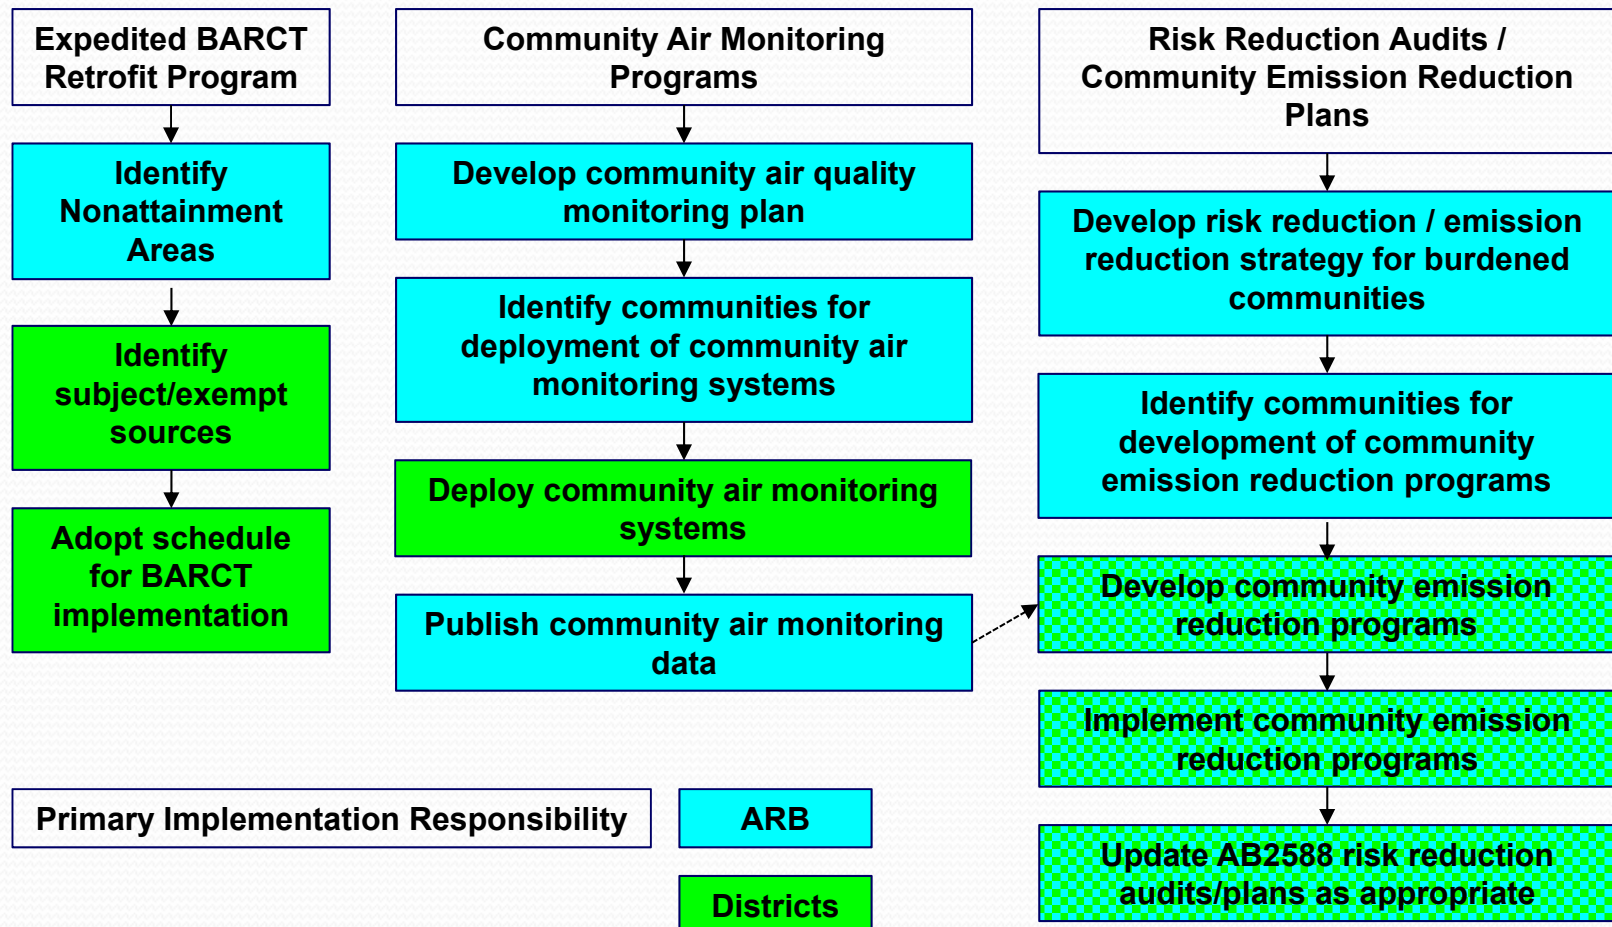 Expedited BARCT
Retrofit Program
Identify
Nonattainment
Areas
Identify
subject/exempt
sources
Adopt schedule
for BARCT
implementation
Community Air Monitoring
Programs
Develop community air quality
monitoring plan
Identify communities for
deployment of community air
monitoring systems
Deploy community air monitoring
systems
Publish community air monitoring
data
Risk Reduction Audits /
Community Emission Reduction
Plans
Develop risk reduction / emission
reduction strategy for burdened
communities
Identify communities for
development of community
emission reduction programs
Develop community emission
reduction programs
Implement community emission
reduction programs
Update AB2588 risk reduction
audits/plans as appropriate
Primary Implementation Responsibility
ARB
Districts